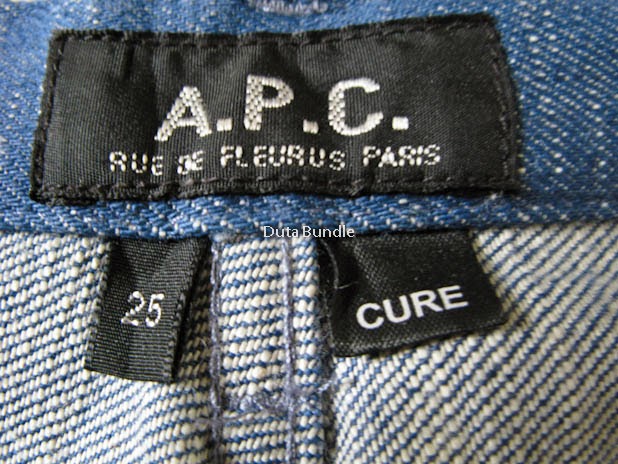 A.P.C.
RUE DE FLEURUS PARIS
Duta Bundle
25
CURE